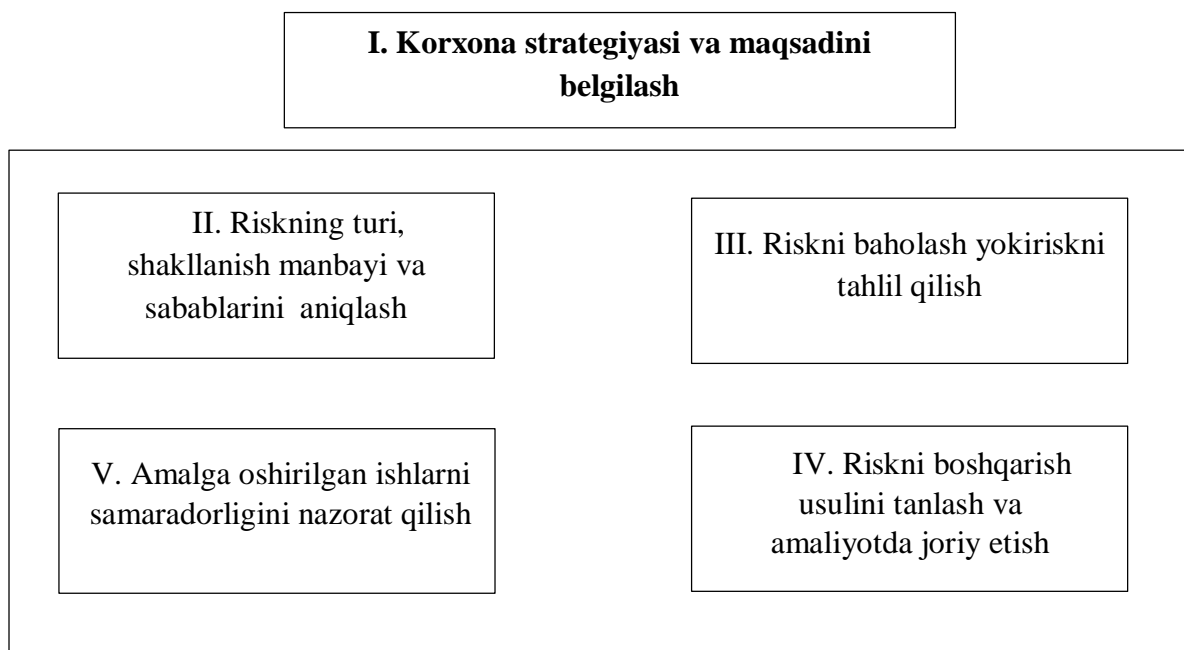 I. Korxona strategiyasi va maqsadini
belgilash
II. Riskning turi,
shakllanish manbayi va
sabablarini aniqlash
III. Riskni baholash yokiriskni
tahlil qilish
V. Amalga oshirilgan ishlarni
samaradorligini nazorat qilish
IV. Riskni boshqarish
usulini tanlash va
amaliyotda joriy etish